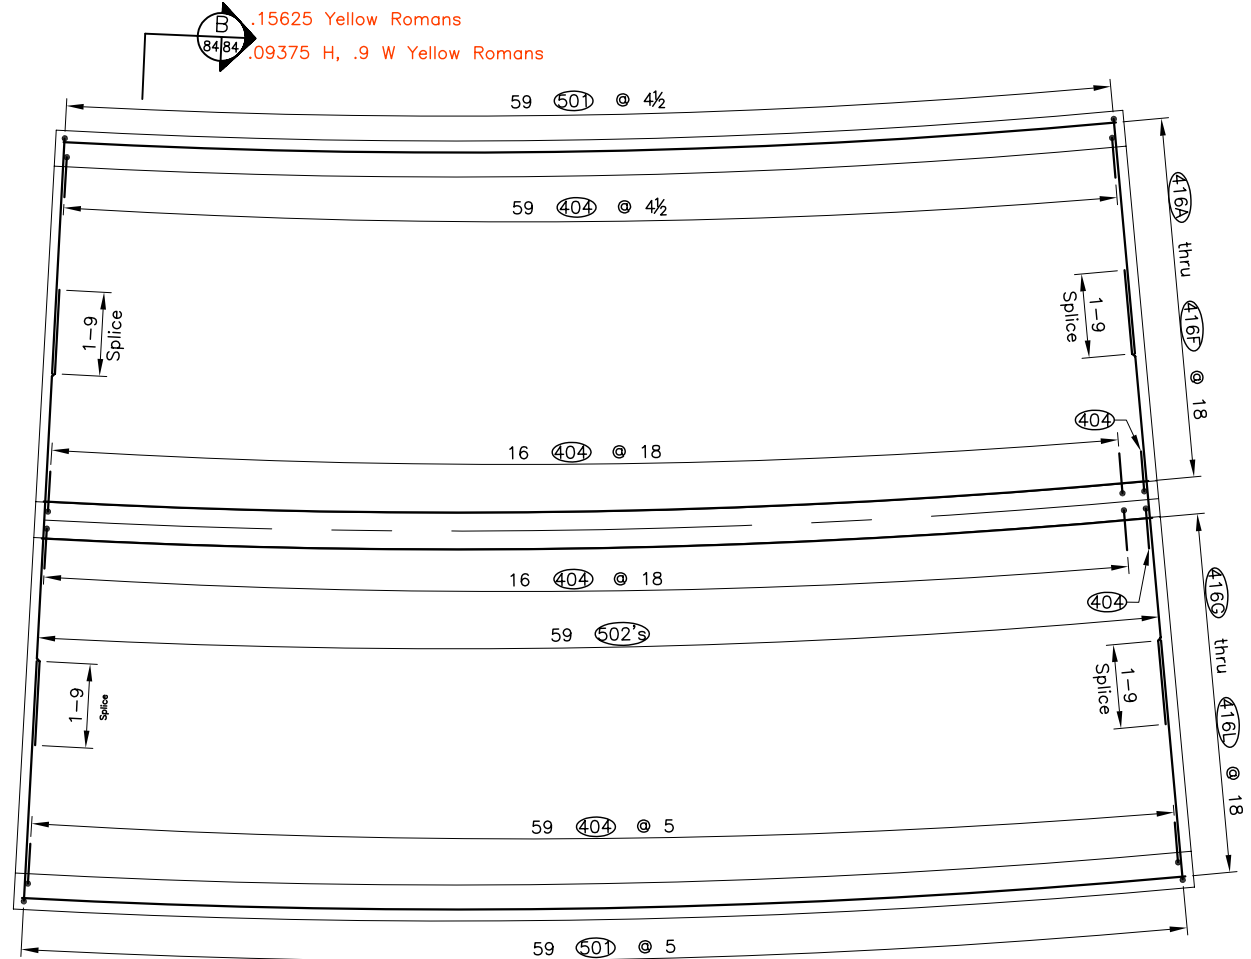 .15625 Yellow Romans
B
84 84
.09375 H, .9 W Yellow Romans
59 501 @ 4½
59 404 @ 4½
416A thru 416F @ 18
1-9
Splice
1-9
Splice
404
16 404 @ 18
16 404 @ 18
404
59 502's
416G thru 416L @ 18
1-9
Splice
1-9
Splice
59 404 @ 5
59 501 @ 5